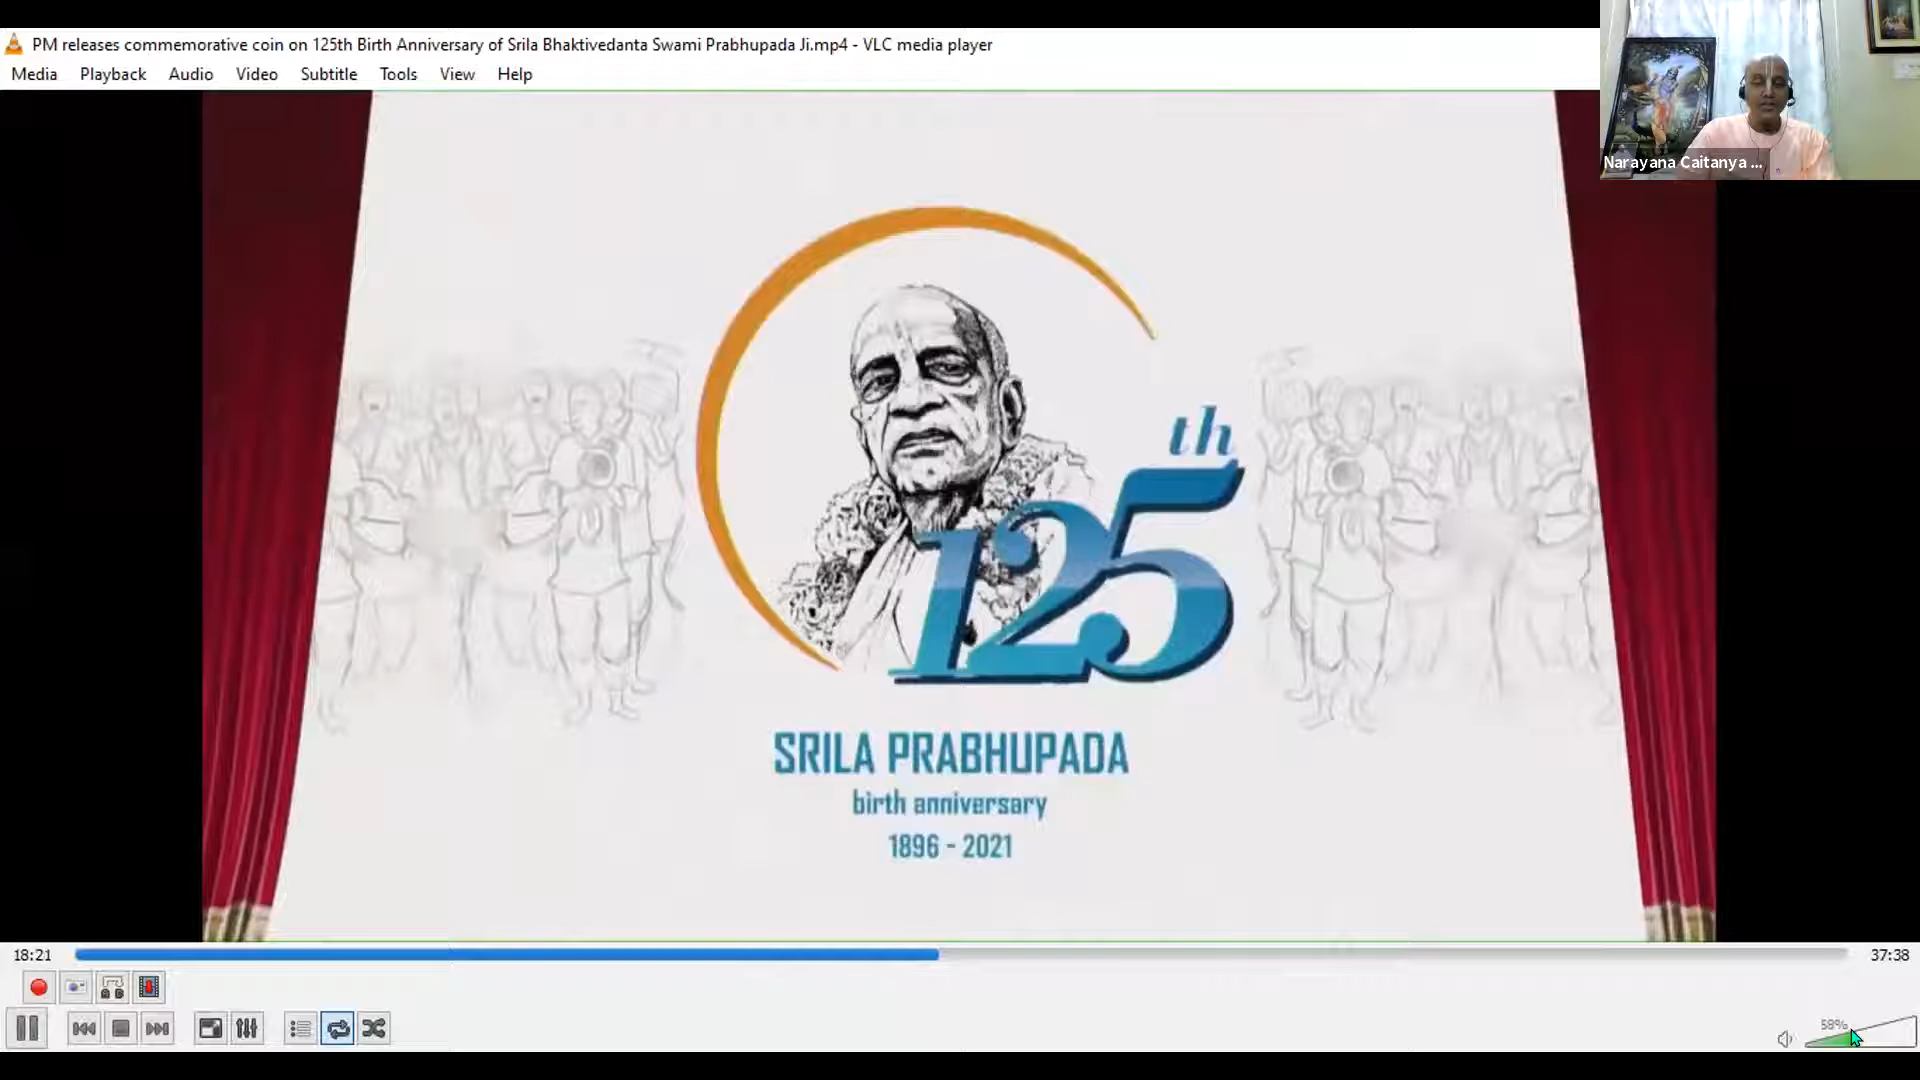 PM releases commemorative coin on 125th Birth Anniversary of Srila Bhaktivedanta Swami Prabhupada Ji.mp4 - VLC media player
Media Playback Audio Video Subtitle Tools View Help
Narayana Caitanya ...
125th
SRILA PRABHUPADA
birth anniversary
1896 - 2021
18:21
37:38
58%